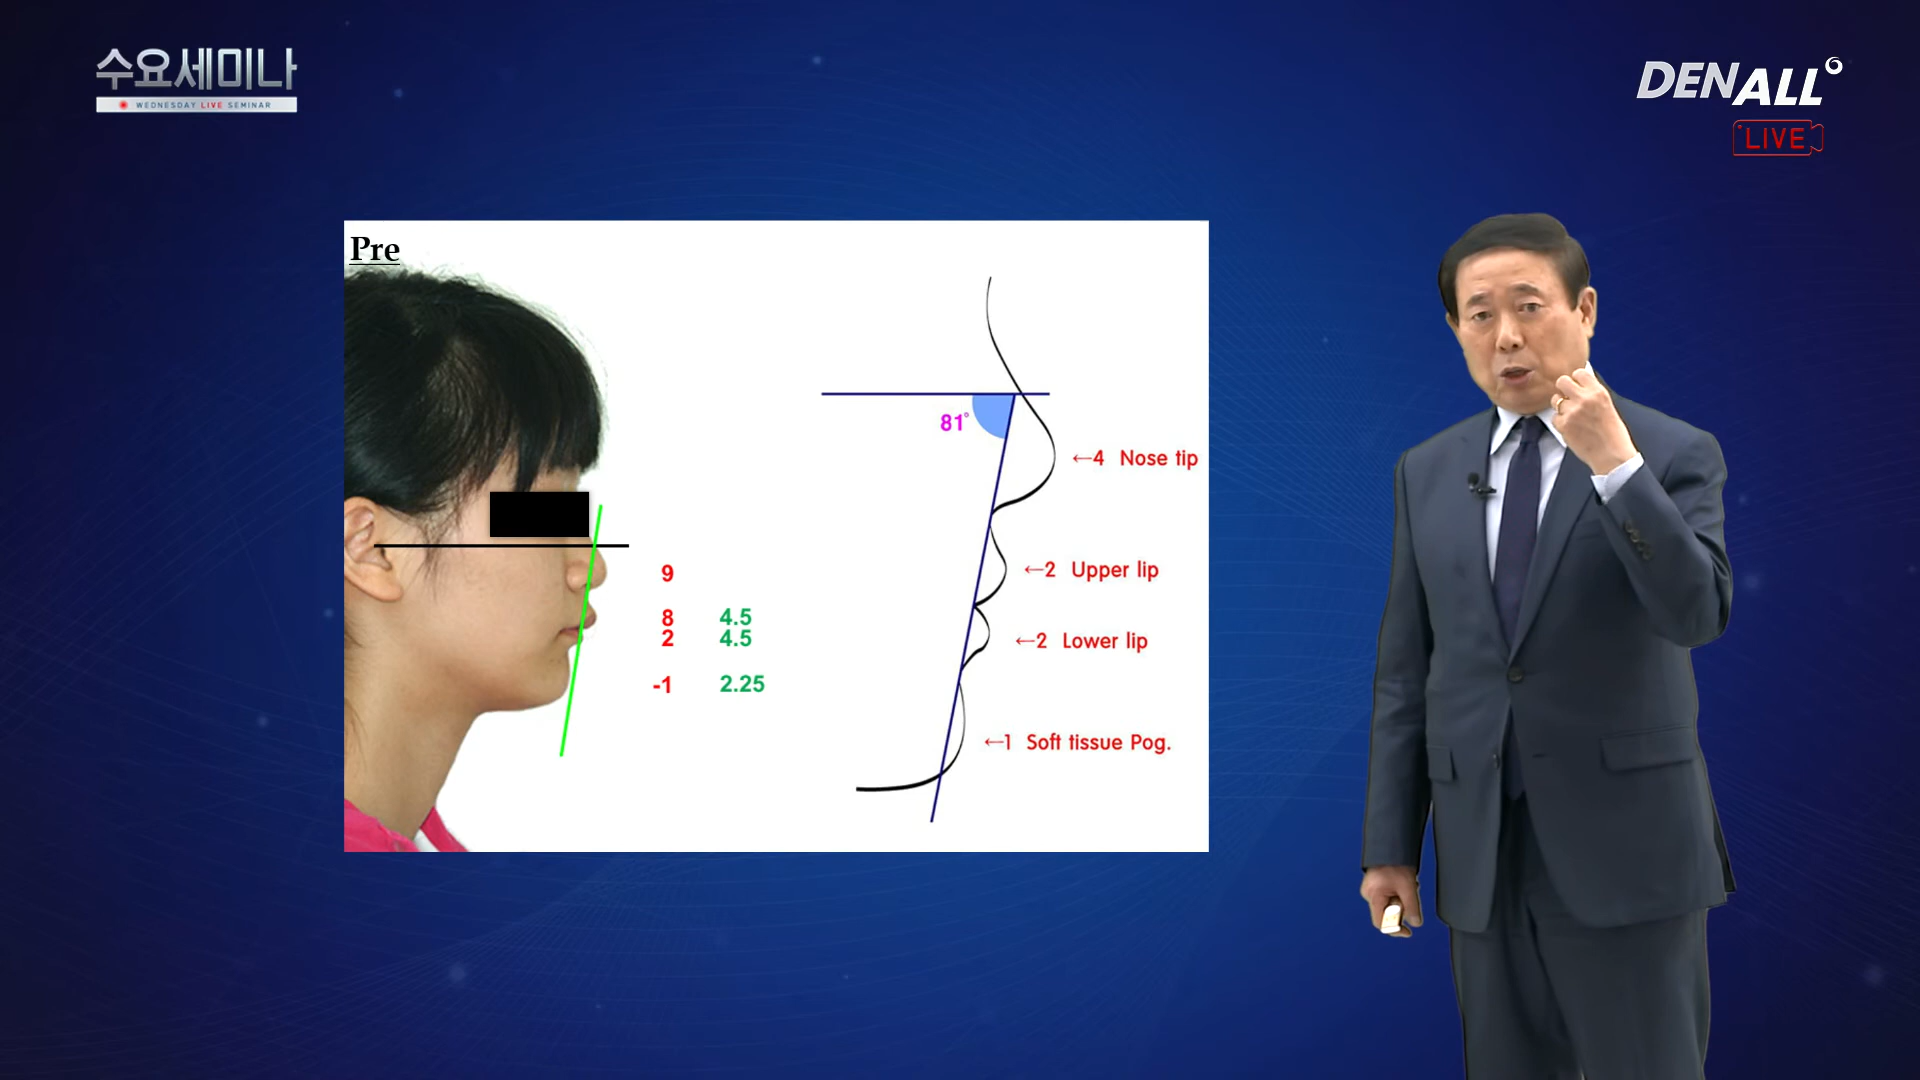 수요세미나
WEDNESDAY LIVE SEMINAR
DENALL
LIVE
Pre
81°
←4 Nose tip
9
←2 Upper lip
8 4.5
2 4.5
←2 Lower lip
-1 2.25
←1 Soft tissue Pog.